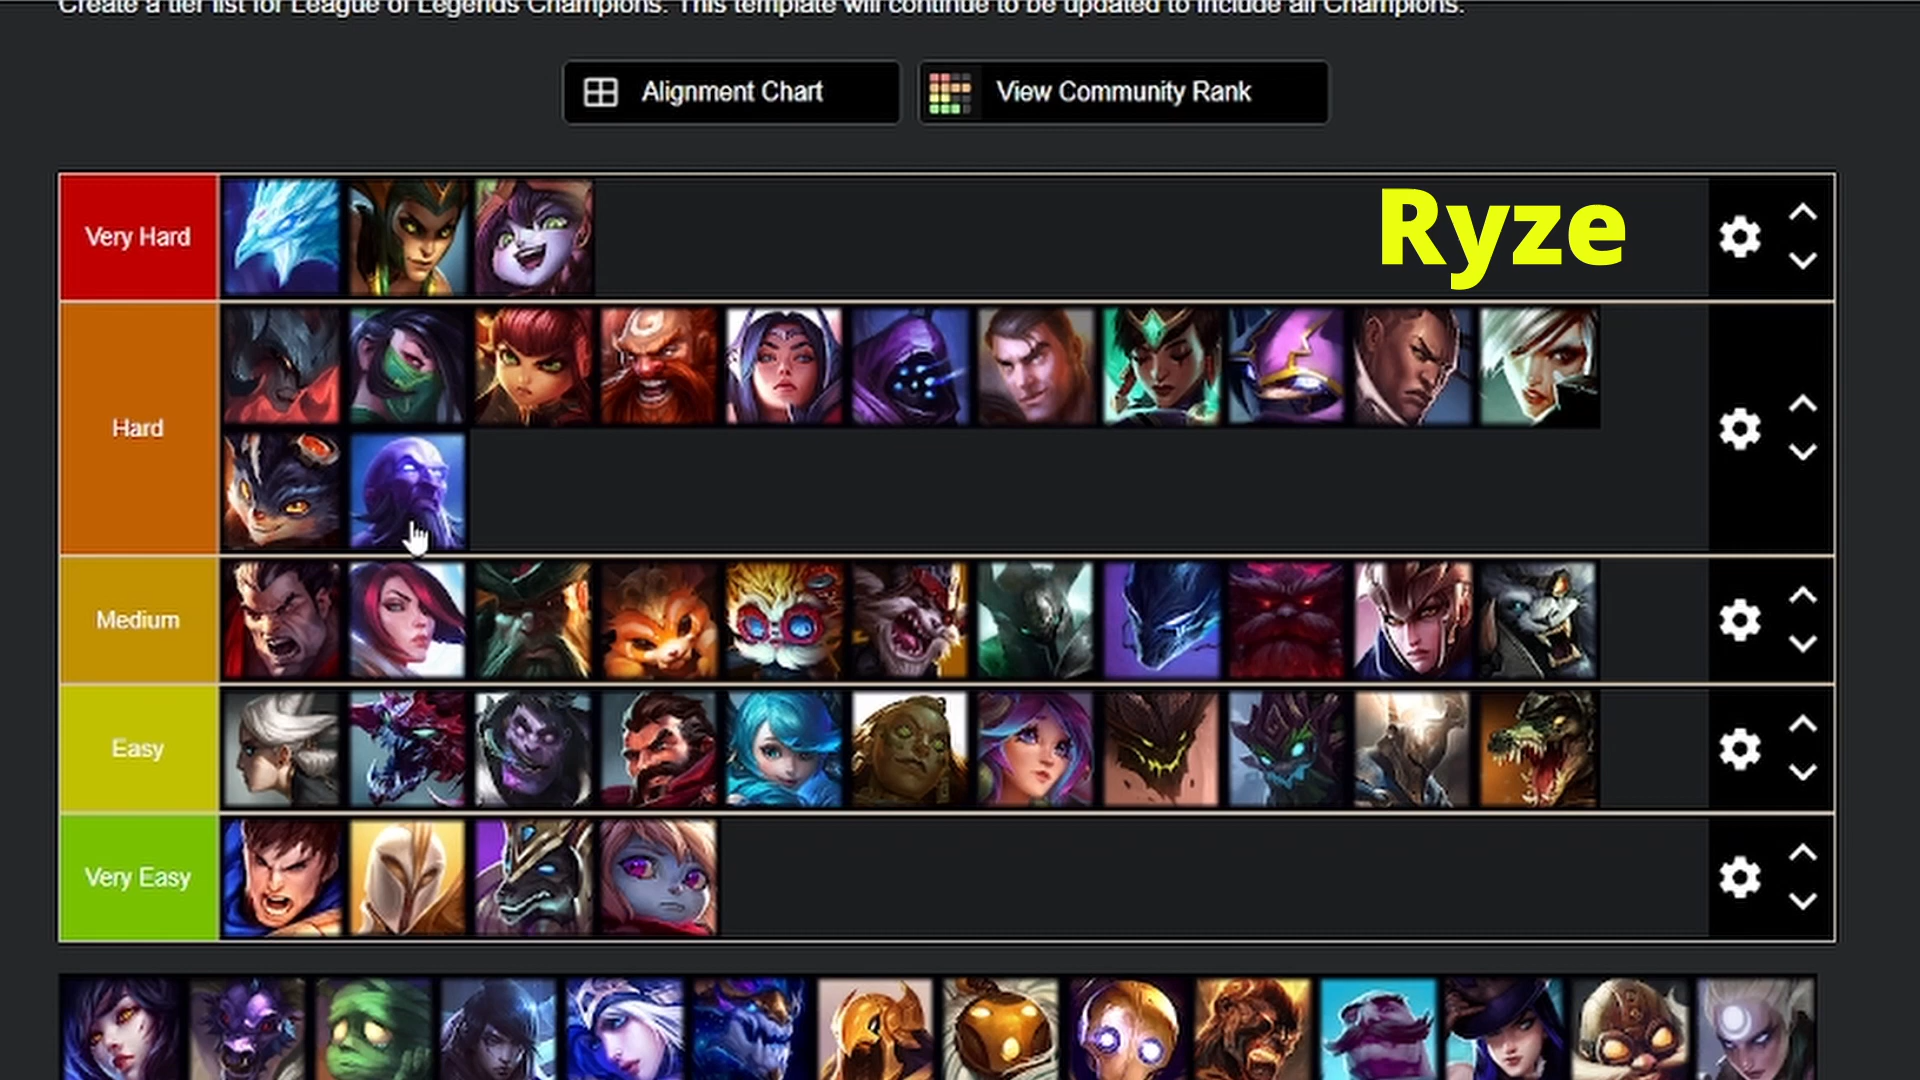 Create a tier list for League of Legends Champions. This template will continue to be updated to include all Champions.
Alignment Chart
View Community Rank
Very Hard
Ryze
Hard
Medium
Easy
Very Easy